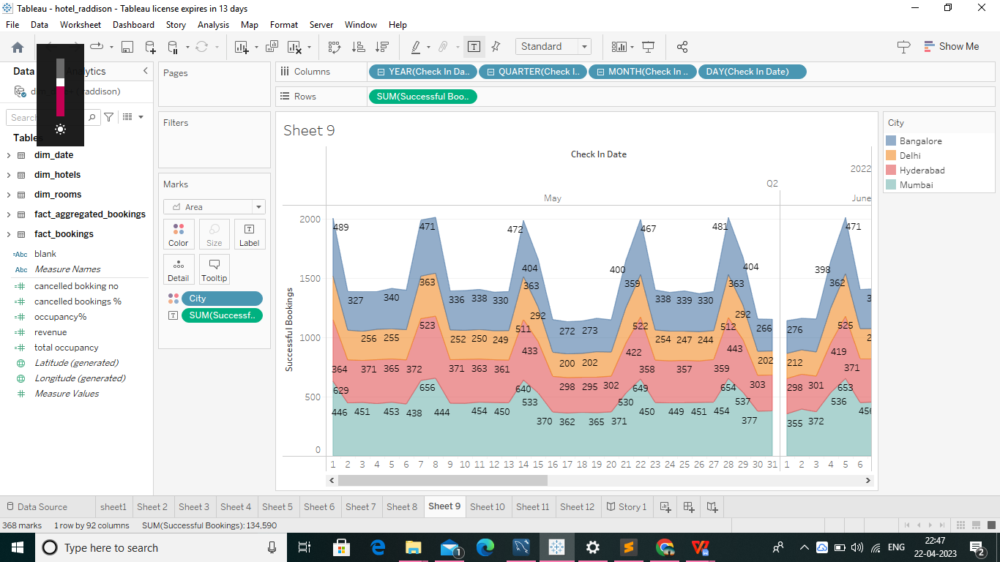 Tableau - hotel_raddison - Tableau license expires in 13 days
File Data Worksheet Dashboard Story Analysis Map Format Server Window Help
Standard
Show Me
Data
Analytics
Pages
Columns
YEAR(Check In Da..
QUARTER(Check I..
MONTH(Check In ..
DAY(Check In Date)
Rows
SUM(Successful Boo..
Search
Tables
dim_date
dim_hotels
dim_rooms
fact_aggregated_bookings
fact_bookings
=Abc blank
Abc Measure Names
cancelled bokking no
cancelled bookings %
occupancy%
revenue
total occupancy
Latitude (generated)
Longitude (generated)
Measure Values
Filters
Marks
Area
Color Size Label
Detail Tooltip
City
SUM(Successf..
Sheet 9
Check In Date
2022
Q2
May June
Successful Bookings
2000
1500
1000
500
0
489 471 472 467 481 471
327 340 336 338 330 404 400 338 339 330 404 398
363 363 359 363 362
256 255 252 250 249 292 272 273 254 247 244 292 266 276
523 511 522 512 525
200 202 202 212
364 371 365 372 371 363 361 433 422 358 357 359 443 419 371
298 295 302 303 298 301
629 656 640 649 654 653
446 451 453 438 444 454 450 533 530 450 449 451 454 537 536 456
370 362 365 371 377 355 372
1 2 3 4 5 6 7 8 9 10 11 12 13 14 15 16 17 18 19 20 21 22 23 24 25 26 27 28 29 30 31 1 2 3 4 5 6
City
Bangalore
Delhi
Hyderabad
Mumbai
Data Source sheet1 Sheet 2 Sheet 3 Sheet 4 Sheet 5 Sheet 6 Sheet 7 Sheet 8 Sheet 9 Sheet 10 Sheet 11 Sheet 12 Story 1
368 marks 1 row by 92 columns SUM(Successful Bookings): 134.590
Type here to search
1
ENG
22:47
22-04-2023
2